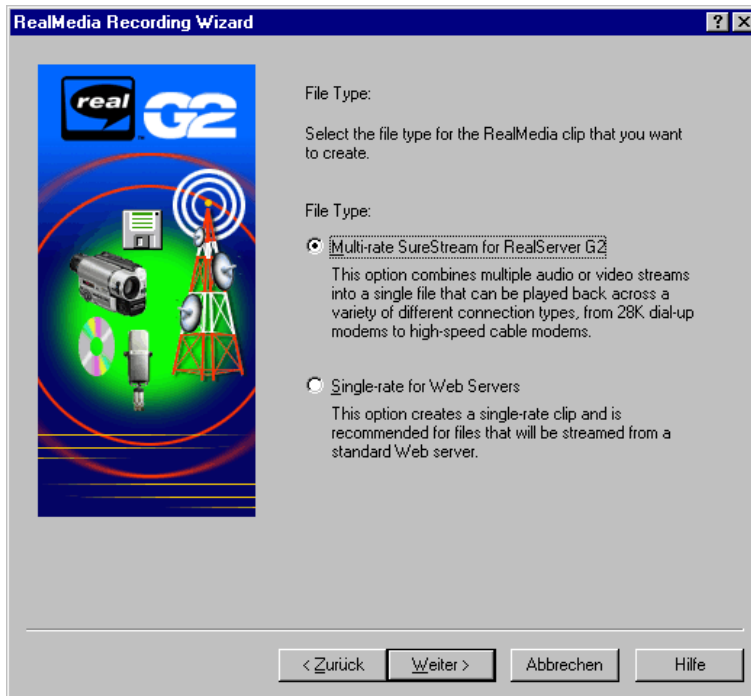 RealMedia Recording Wizard
real G2
File Type:
Select the file type for the RealMedia clip that you want
to create.
File Type:
Multi-rate SureStream for RealServer G2
This option combines multiple audio or video streams
into a single file that can be played back across a
variety of different connection types, from 28K dial-up
modems to high-speed cable modems.
Single-rate for Web Servers
This option creates a single-rate clip and is
recommended for files that will be streamed from a
standard Web server.
< Zurück Weiter > Abbrechen Hilfe